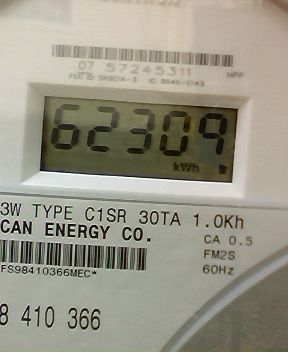 07 57245311
HPP
62309
kWh
3W TYPE C1SR 30TA 1.0Kh
CAN ENERGY CO.
CA 0.5
FM2S
60Hz
FS98410366MEC*
8 410 366